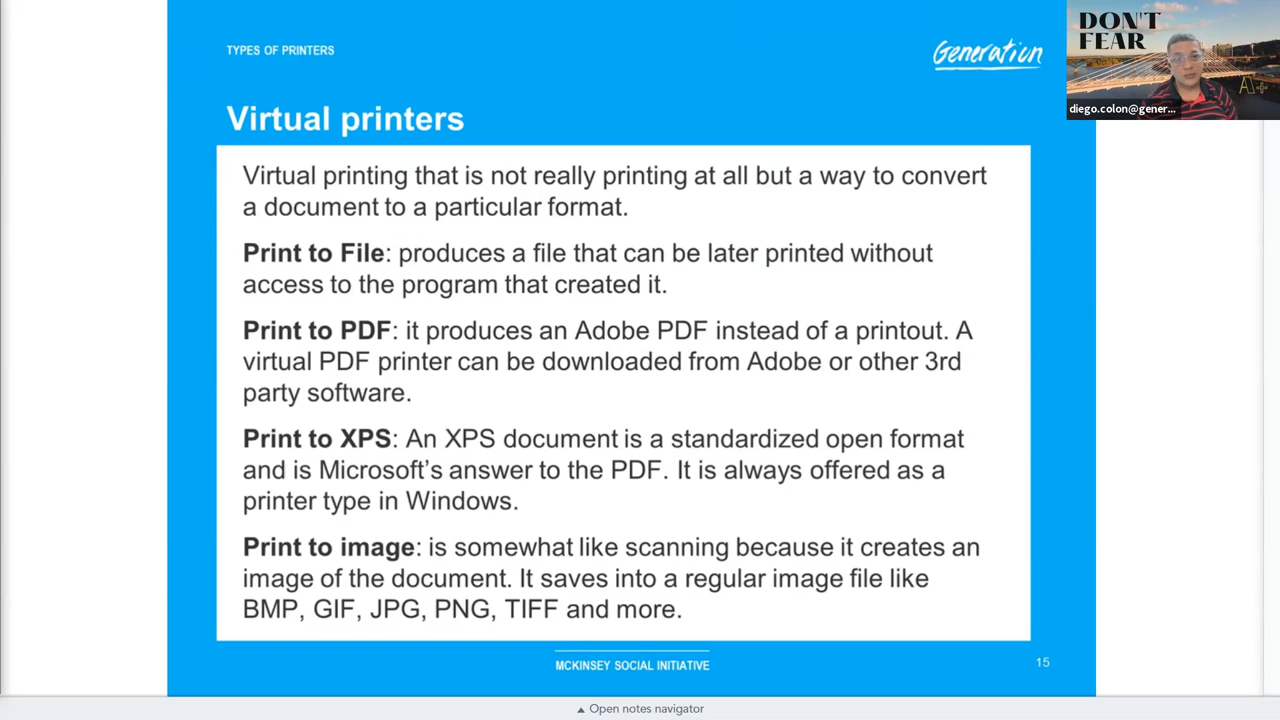 TYPES OF PRINTERS
Generation
DON'T
FEAR
A+
diego.colon@gener...
Virtual printers
Virtual printing that is not really printing at all but a way to convert
a document to a particular format.
Print to File: produces a file that can be later printed without
access to the program that created it.
Print to PDF: it produces an Adobe PDF instead of a printout. A
virtual PDF printer can be downloaded from Adobe or other 3rd
party software.
Print to XPS: An XPS document is a standardized open format
and is Microsoft’s answer to the PDF. It is always offered as a
printer type in Windows.
Print to image: is somewhat like scanning because it creates an
image of the document. It saves into a regular image file like
BMP, GIF, JPG, PNG, TIFF and more.
MCKINSEY SOCIAL INITIATIVE
15
▲ Open notes navigator